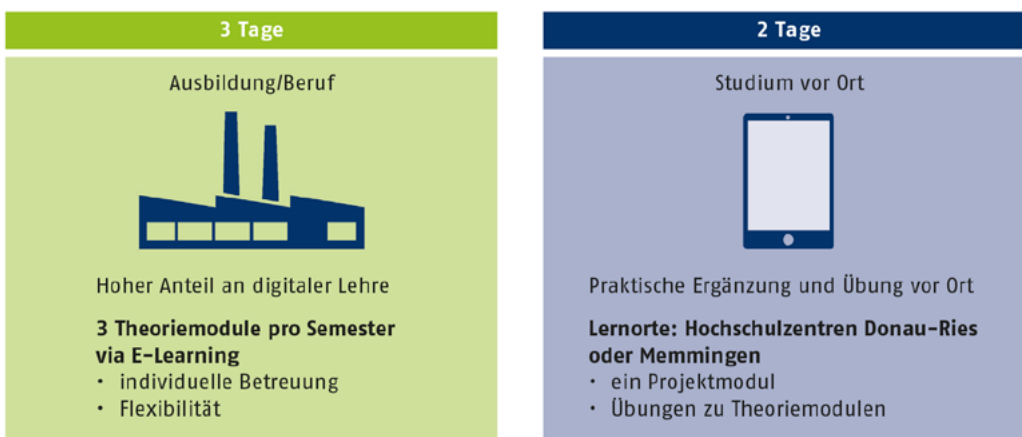 3 Tage
Ausbildung/Beruf
Hoher Anteil an digitaler Lehre
3 Theoriemodule pro Semester
via E-Learning
· individuelle Betreuung
· Flexibilität
2 Tage
Studium vor Ort
Praktische Ergänzung und Übung vor Ort
Lernorte: Hochschulzentren Donau-Ries
oder Memmingen
· ein Projektmodul
· Übungen zu Theoriemodulen